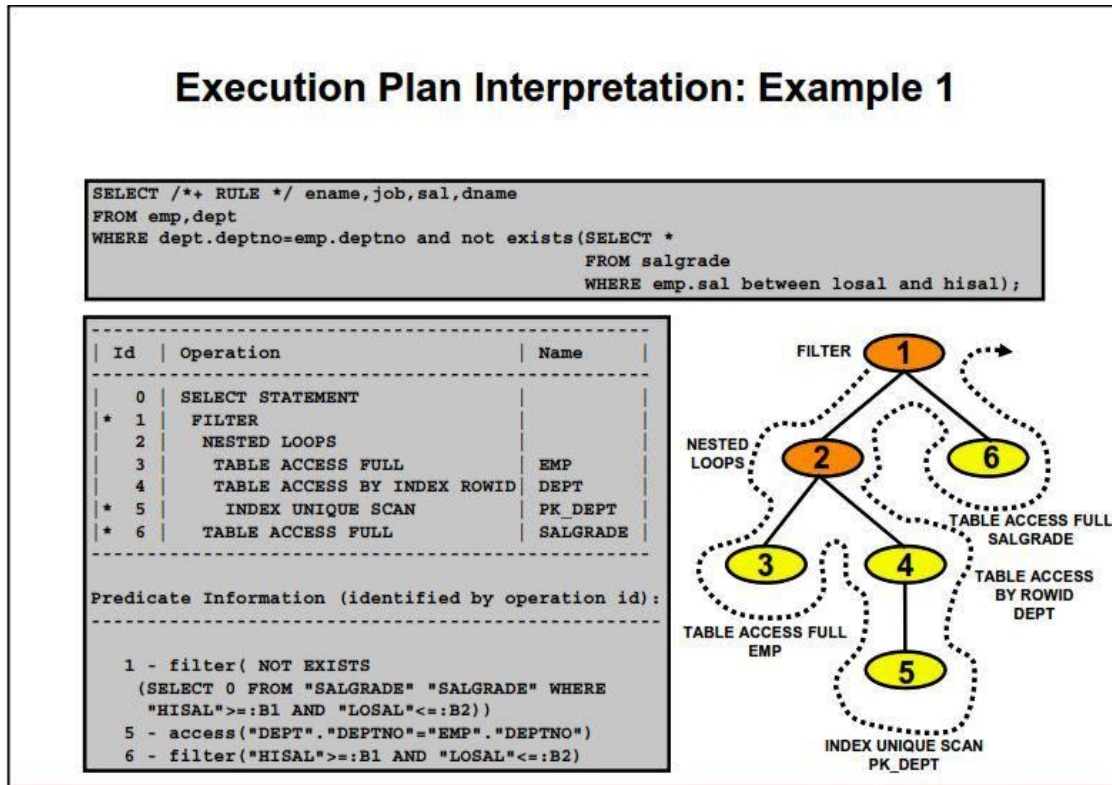 Execution Plan Interpretation: Example 1
SELECT /*+ RULE */ ename,job,sal,dname
FROM emp,dept
WHERE dept.deptno=emp.deptno and not exists(SELECT *
FROM salgrade
WHERE emp.sal between losal and hisal);
--------------------------------------------------
| Id | Operation | Name |
--------------------------------------------------
| 0 | SELECT STATEMENT | |
|* 1 | FILTER | |
| 2 | NESTED LOOPS | |
| 3 | TABLE ACCESS FULL | EMP |
| 4 | TABLE ACCESS BY INDEX ROWID| DEPT |
|* 5 | INDEX UNIQUE SCAN | PK_DEPT |
|* 6 | TABLE ACCESS FULL | SALGRADE |
--------------------------------------------------
Predicate Information (identified by operation id):
---------------------------------------------------
1 - filter( NOT EXISTS
(SELECT 0 FROM "SALGRADE" "SALGRADE" WHERE
"HISAL">=:B1 AND "LOSAL"<=:B2))
5 - access("DEPT"."DEPTNO"="EMP"."DEPTNO")
6 - filter("HISAL">=:B1 AND "LOSAL"<=:B2)
FILTER
1
NESTED
LOOPS
2
6
TABLE ACCESS FULL
SALGRADE
3
4
TABLE ACCESS
BY ROWID
DEPT
TABLE ACCESS FULL
EMP
5
INDEX UNIQUE SCAN
PK_DEPT